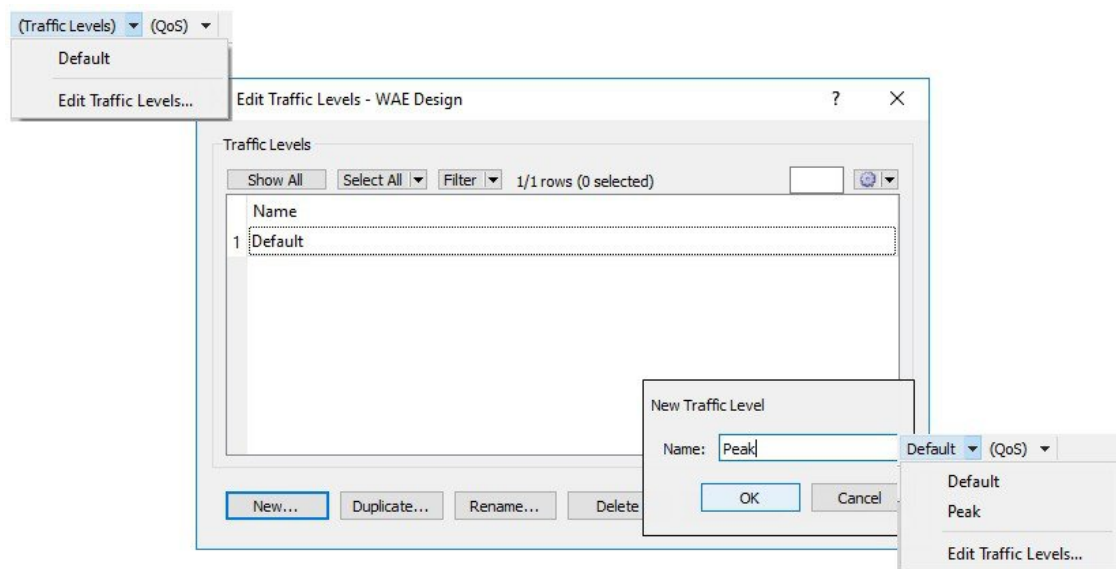 (Traffic Levels) (QoS)
Default
Edit Traffic Levels...
Edit Traffic Levels - WAE Design ?
Traffic Levels
Show All Select All Filter 1/1 rows (0 selected)
Name
1 Default
New Traffic Level
Name: Peak
OK Cancel
New... Duplicate... Rename... Delete
Default (QoS)
Default
Peak
Edit Traffic Levels...